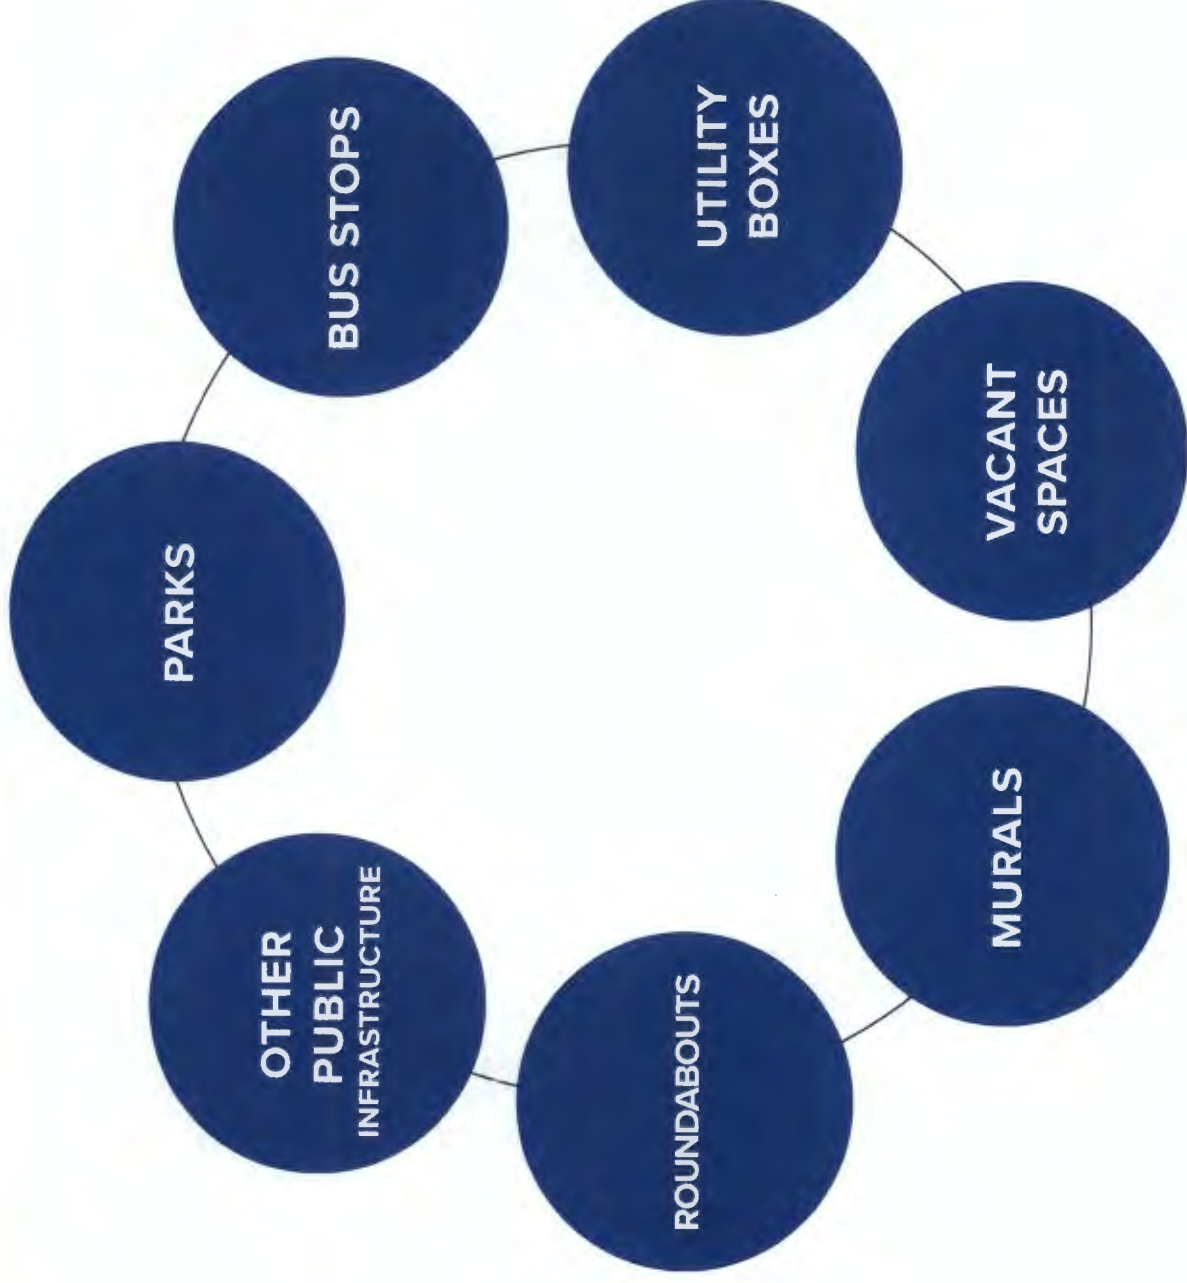 PARKS
BUS STOPS
UTILITY
BOXES
VACANT
SPACES
MURALS
ROUNDABOUTS
OTHER
PUBLIC
INFRASTRUCTURE